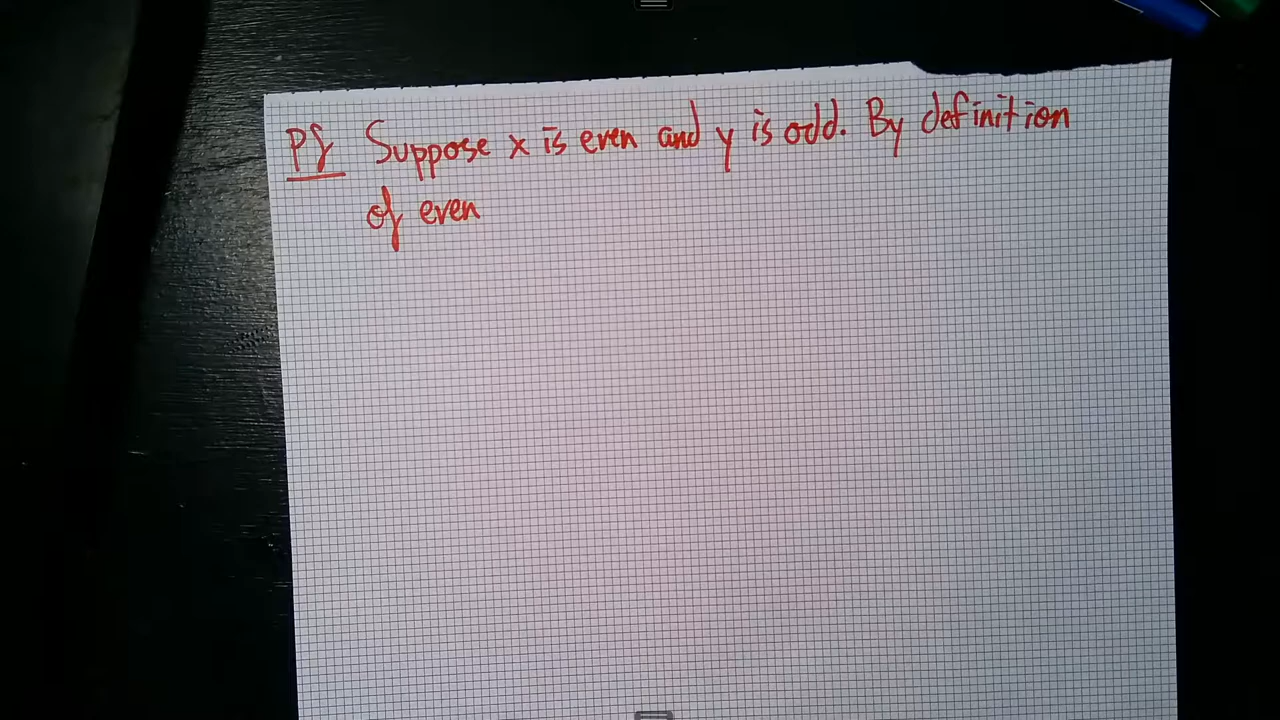 Pf Suppose x is even and y is odd. By definition
of even